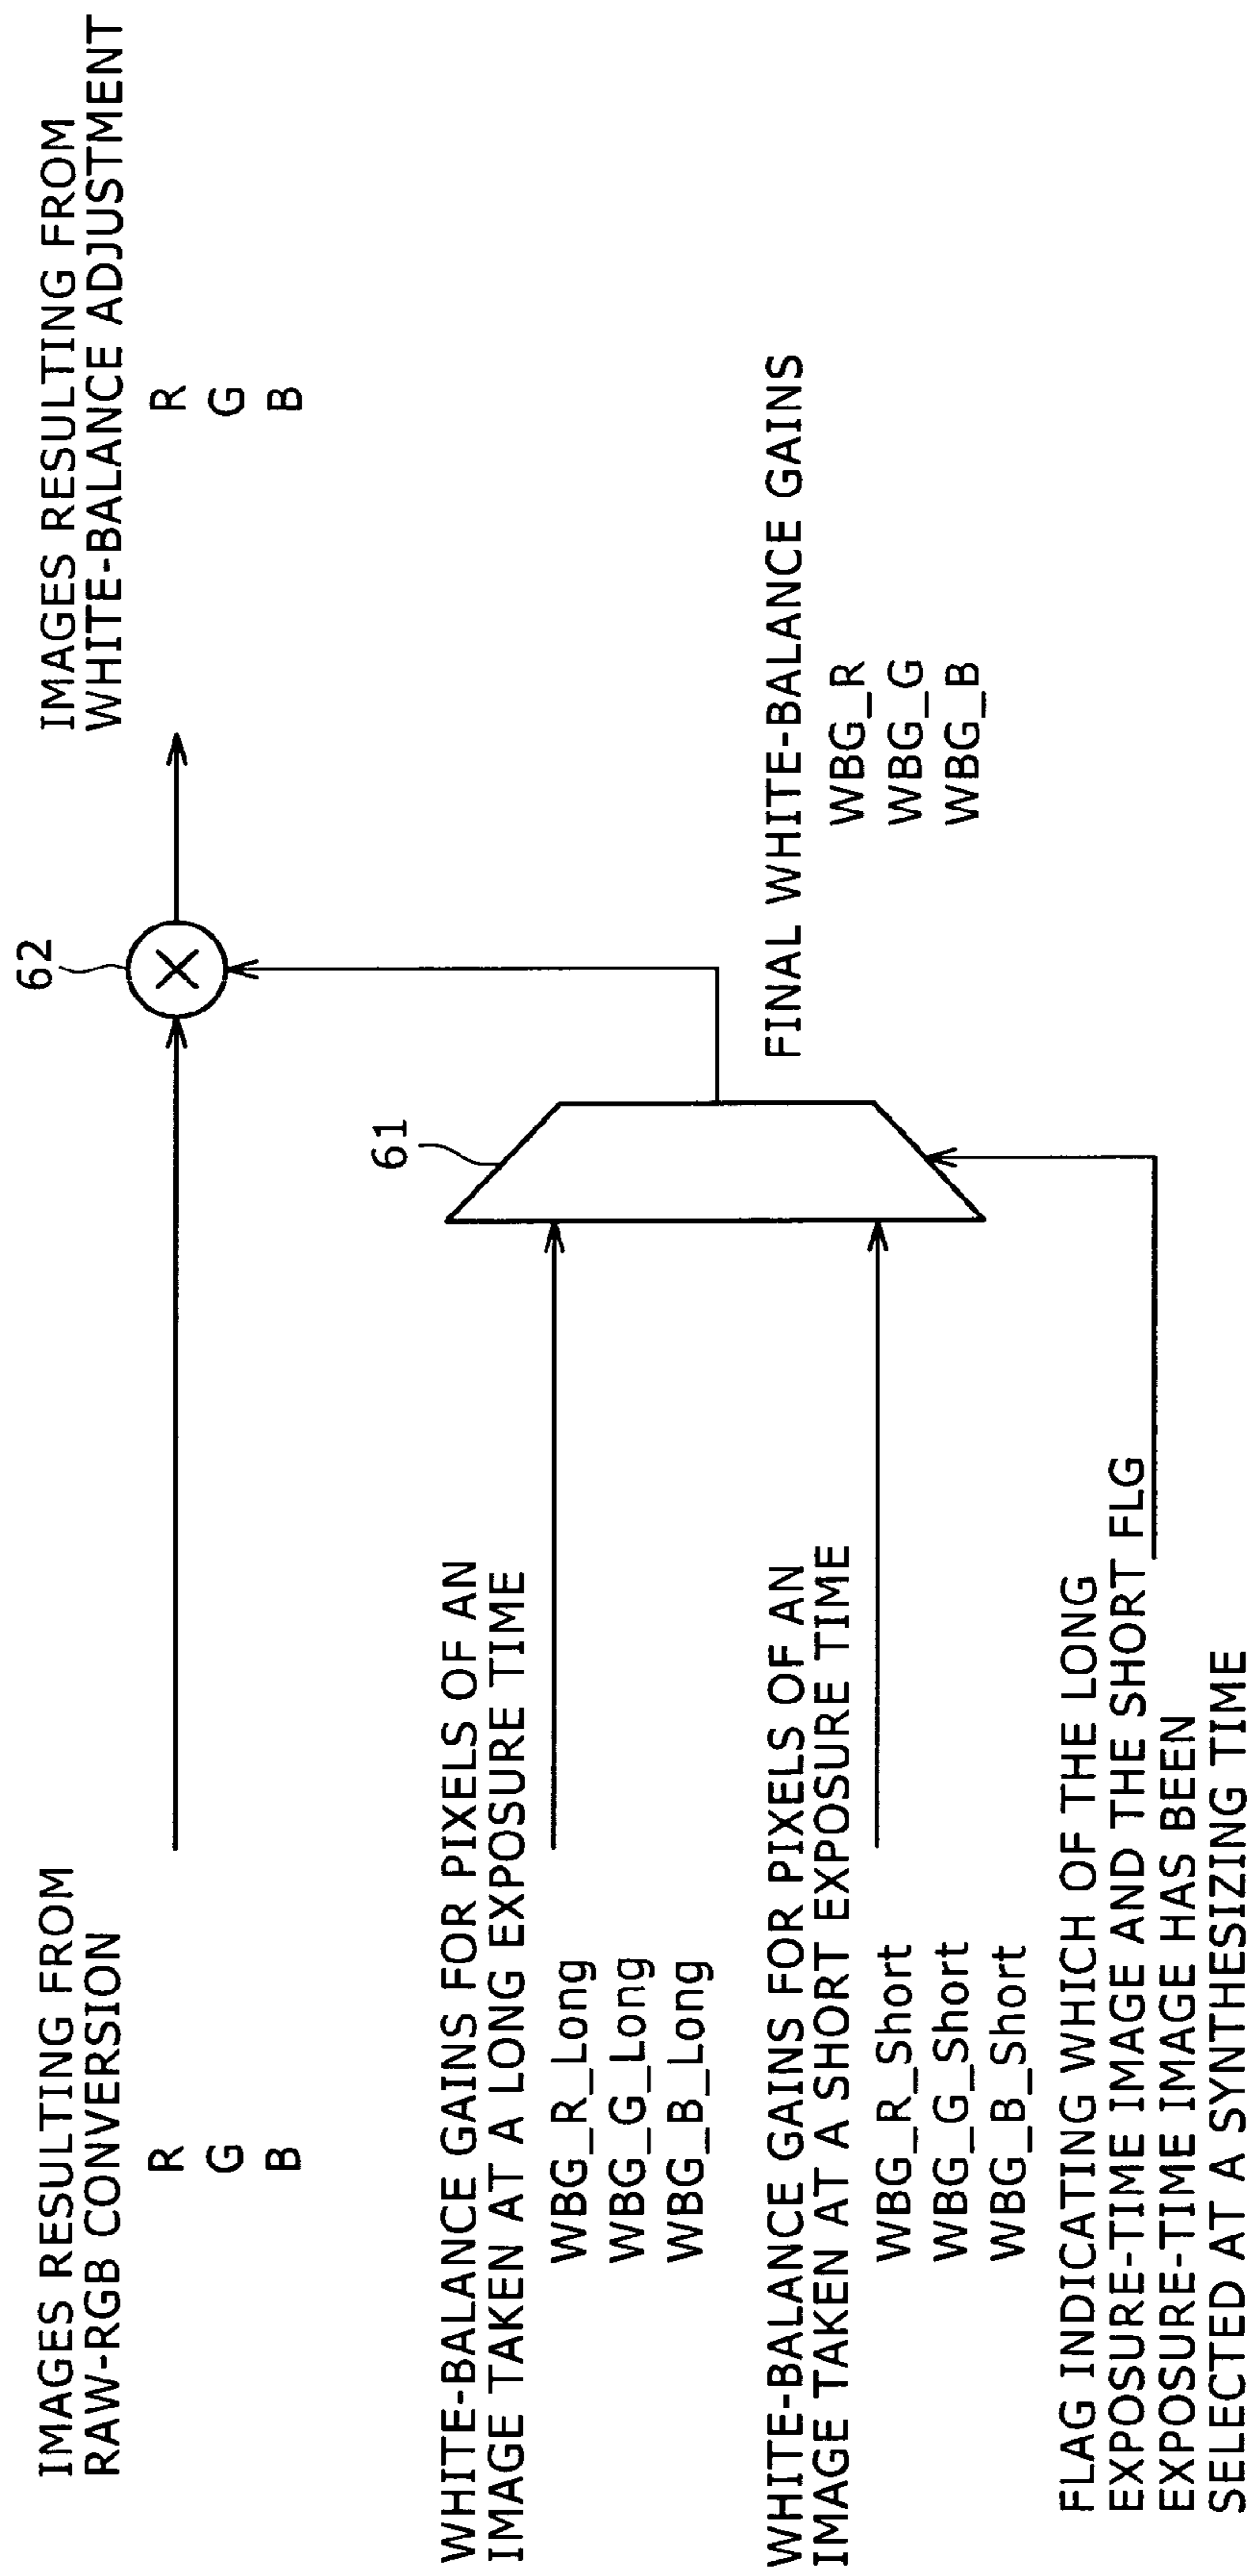 IMAGES RESULTING FROM
RAW-RGB CONVERSION
R
G
B
62
IMAGES RESULTING FROM
WHITE-BALANCE ADJUSTMENT
R
G
B
WHITE-BALANCE GAINS FOR PIXELS OF AN
IMAGE TAKEN AT A LONG EXPOSURE TIME
WBG_R_Long
WBG_G_Long
WBG_B_Long
61
WHITE-BALANCE GAINS FOR PIXELS OF AN
IMAGE TAKEN AT A SHORT EXPOSURE TIME
WBG_R_Short
WBG_G_Short
WBG_B_Short
FINAL WHITE-BALANCE GAINS
WBG_R
WBG_G
WBG_B
FLAG INDICATING WHICH OF THE LONG
EXPOSURE-TIME IMAGE AND THE SHORT FLG
EXPOSURE-TIME IMAGE HAS BEEN
SELECTED AT A SYNTHESIZING TIME